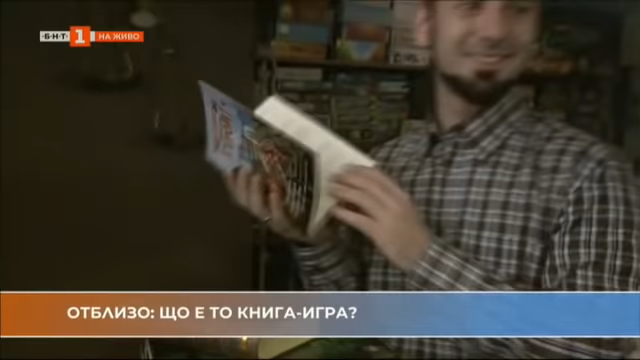 БНТ 1 НА ЖИВО
ОТБЛИЗО: ЩО Е ТО КНИГА-ИГРА?